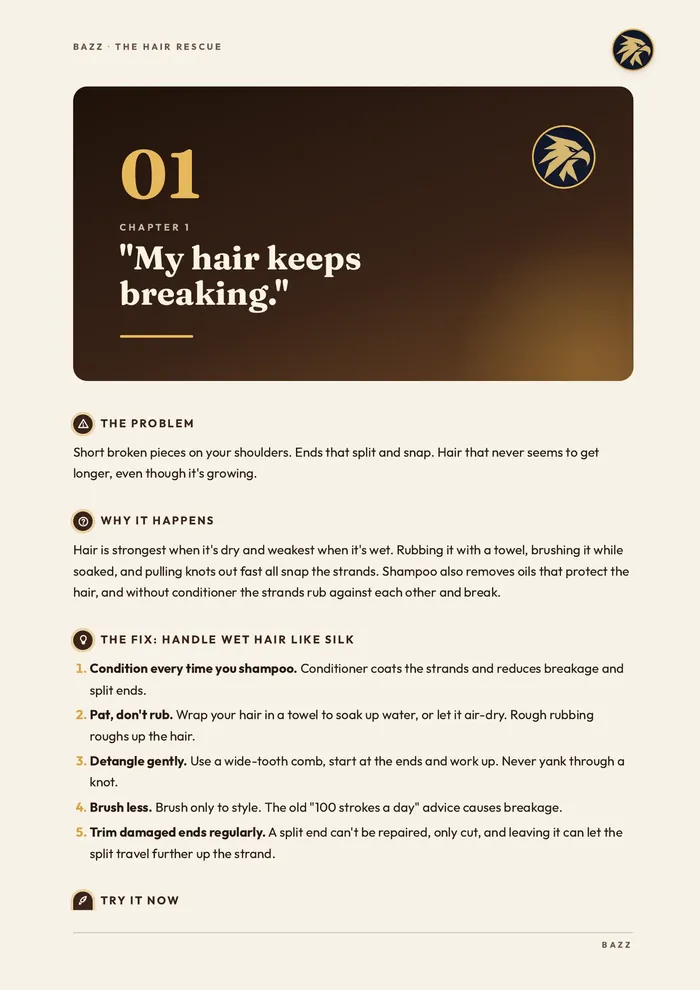 BAZZ · THE HAIR RESCUE
01
CHAPTER 1
"My hair keeps
breaking."
THE PROBLEM
Short broken pieces on your shoulders. Ends that split and snap. Hair that never seems to get
longer, even though it's growing.
WHY IT HAPPENS
Hair is strongest when it's dry and weakest when it's wet. Rubbing it with a towel, brushing it while
soaked, and pulling knots out fast all snap the strands. Shampoo also removes oils that protect the
hair, and without conditioner the strands rub against each other and break.
THE FIX: HANDLE WET HAIR LIKE SILK
1. Condition every time you shampoo. Conditioner coats the strands and reduces breakage and
split ends.
2. Pat, don't rub. Wrap your hair in a towel to soak up water, or let it air-dry. Rough rubbing
roughs up the hair.
3. Detangle gently. Use a wide-tooth comb, start at the ends and work up. Never yank through a
knot.
4. Brush less. Brush only to style. The old "100 strokes a day" advice causes breakage.
5. Trim damaged ends regularly. A split end can't be repaired, only cut, and leaving it can let the
split travel further up the strand.
TRY IT NOW
BAZZ